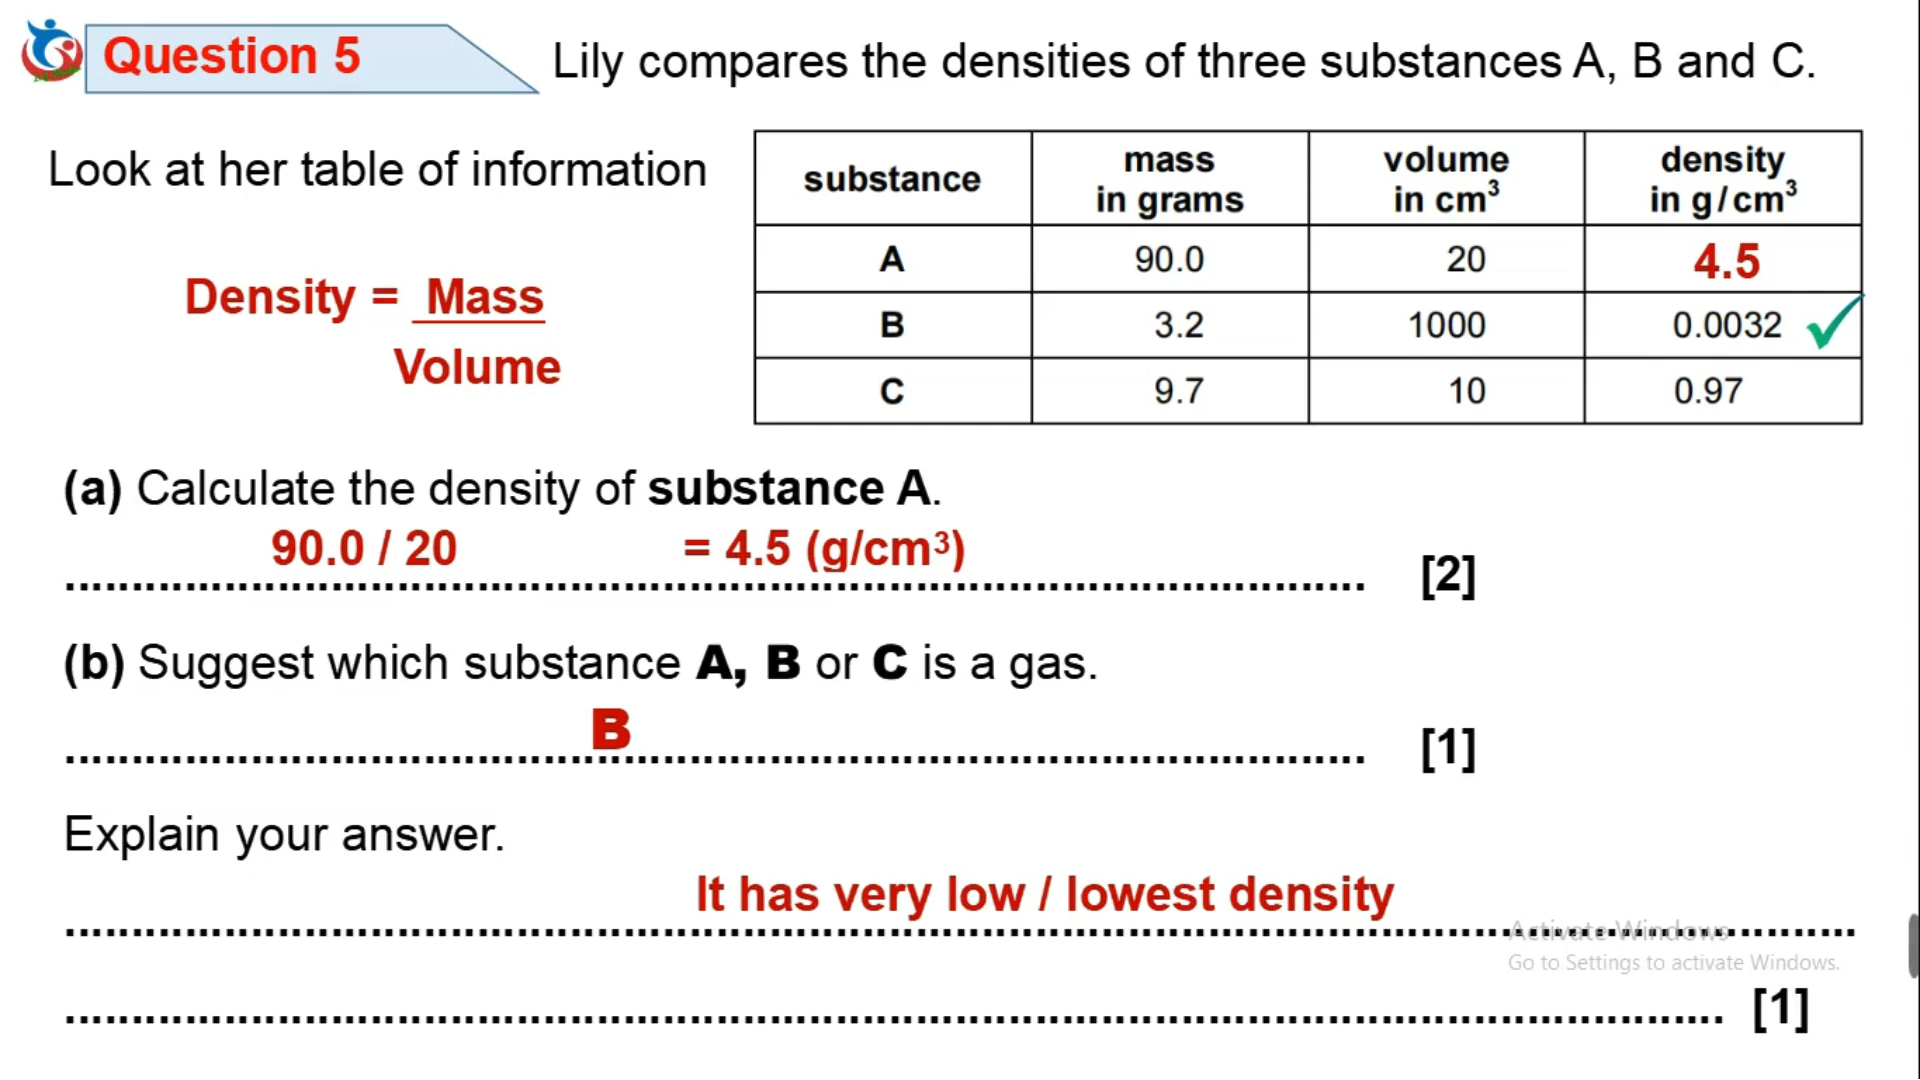 Question 5
Lily compares the densities of three substances A, B and C.
Look at her table of information
substance mass in grams volume in cm³ density in g/cm³
A 90.0 20 4.5
B 3.2 1000 0.0032
C 9.7 10 0.97
Density = Mass
Volume
(a) Calculate the density of substance A.
90.0 / 20 = 4.5 (g/cm³)
[2]
(b) Suggest which substance A, B or C is a gas.
B
[1]
Explain your answer.
It has very low / lowest density
Activate Windows
Go to Settings to activate Windows.
[1]